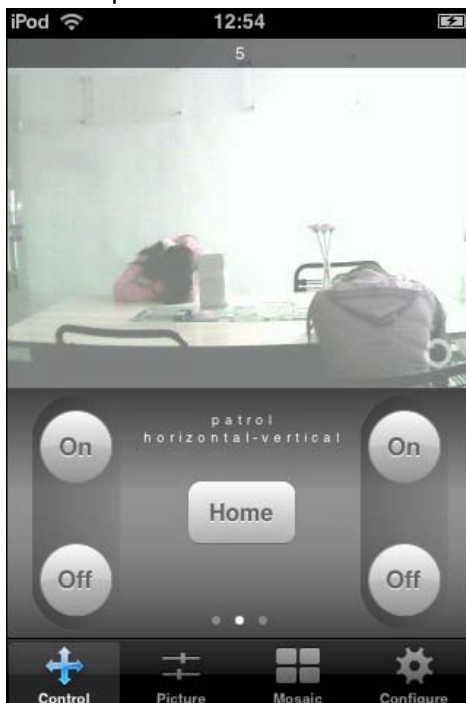 iPod 12:54
5
patrol
horizontal-vertical
On On
Home
Off Off
Control Picture Mosaic Configure